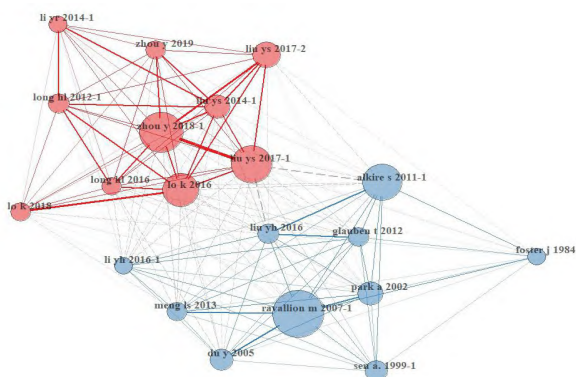 li yr 2014-1
zhou y 2019
liu ys 2017-2
long hl 2012-1
liu ys 2014-1
zhou y 2018-1
liu ys 2017-1
long hl 2016
lo k 2016
alkire s 2011-1
lo k 2018
liu yh 2016
glauben t 2012
foster j 1984
li yh 2016-1
park a 2002
meng ls 2013
ravallion m 2007-1
du y 2005
sen a. 1999-1